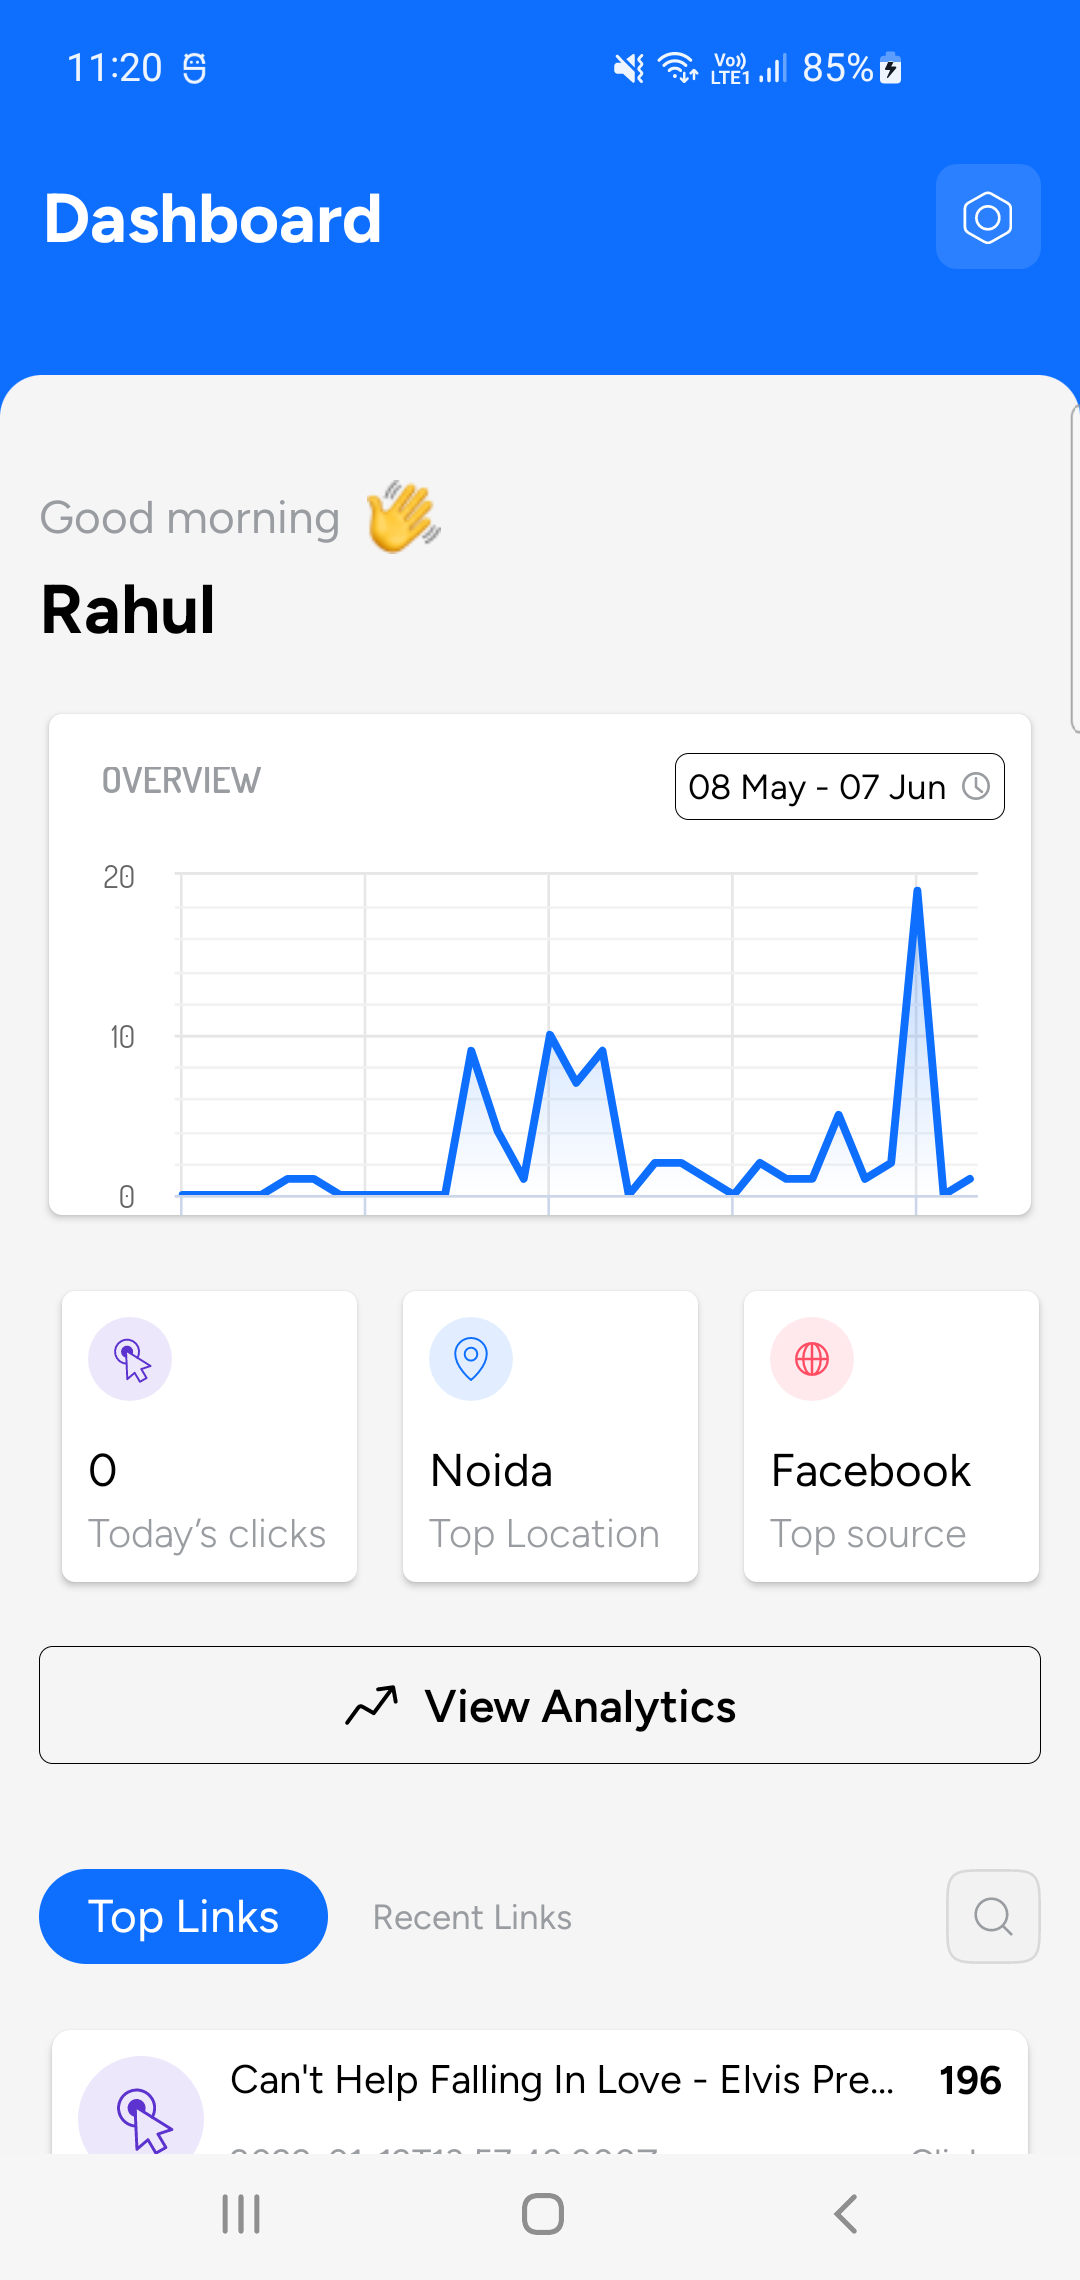 11:20
Vo)) LTE1 85%
Dashboard
Good morning
Rahul
OVERVIEW
08 May - 07 Jun
20
10
0
0
Today's clicks
Noida
Top Location
Facebook
Top source
View Analytics
Top Links
Recent Links
Can't Help Falling In Love - Elvis Pre...
196